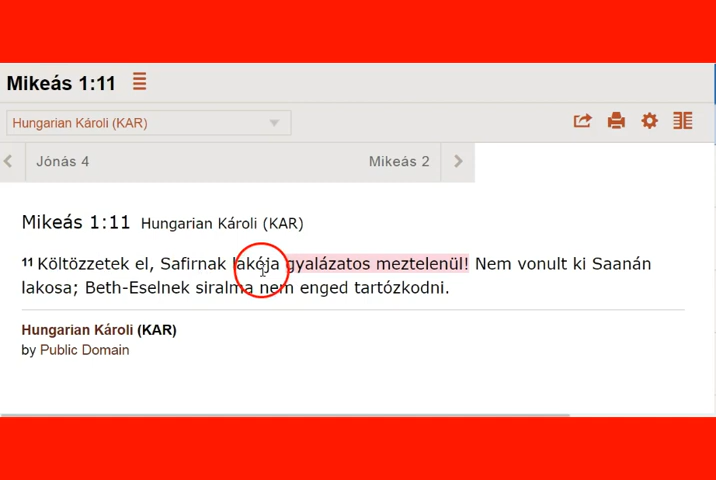 Mikeás 1:11
Hungarian Károli (KAR)
Jónás 4
Mikeás 2
Mikeás 1:11 Hungarian Károli (KAR)
11 Költözzetek el, Safirnak lakója gyalázatos meztelenül! Nem vonult ki Saanán
lakosa; Beth-Eselnek siralma nem enged tartózkodni.
Hungarian Károli (KAR)
by Public Domain